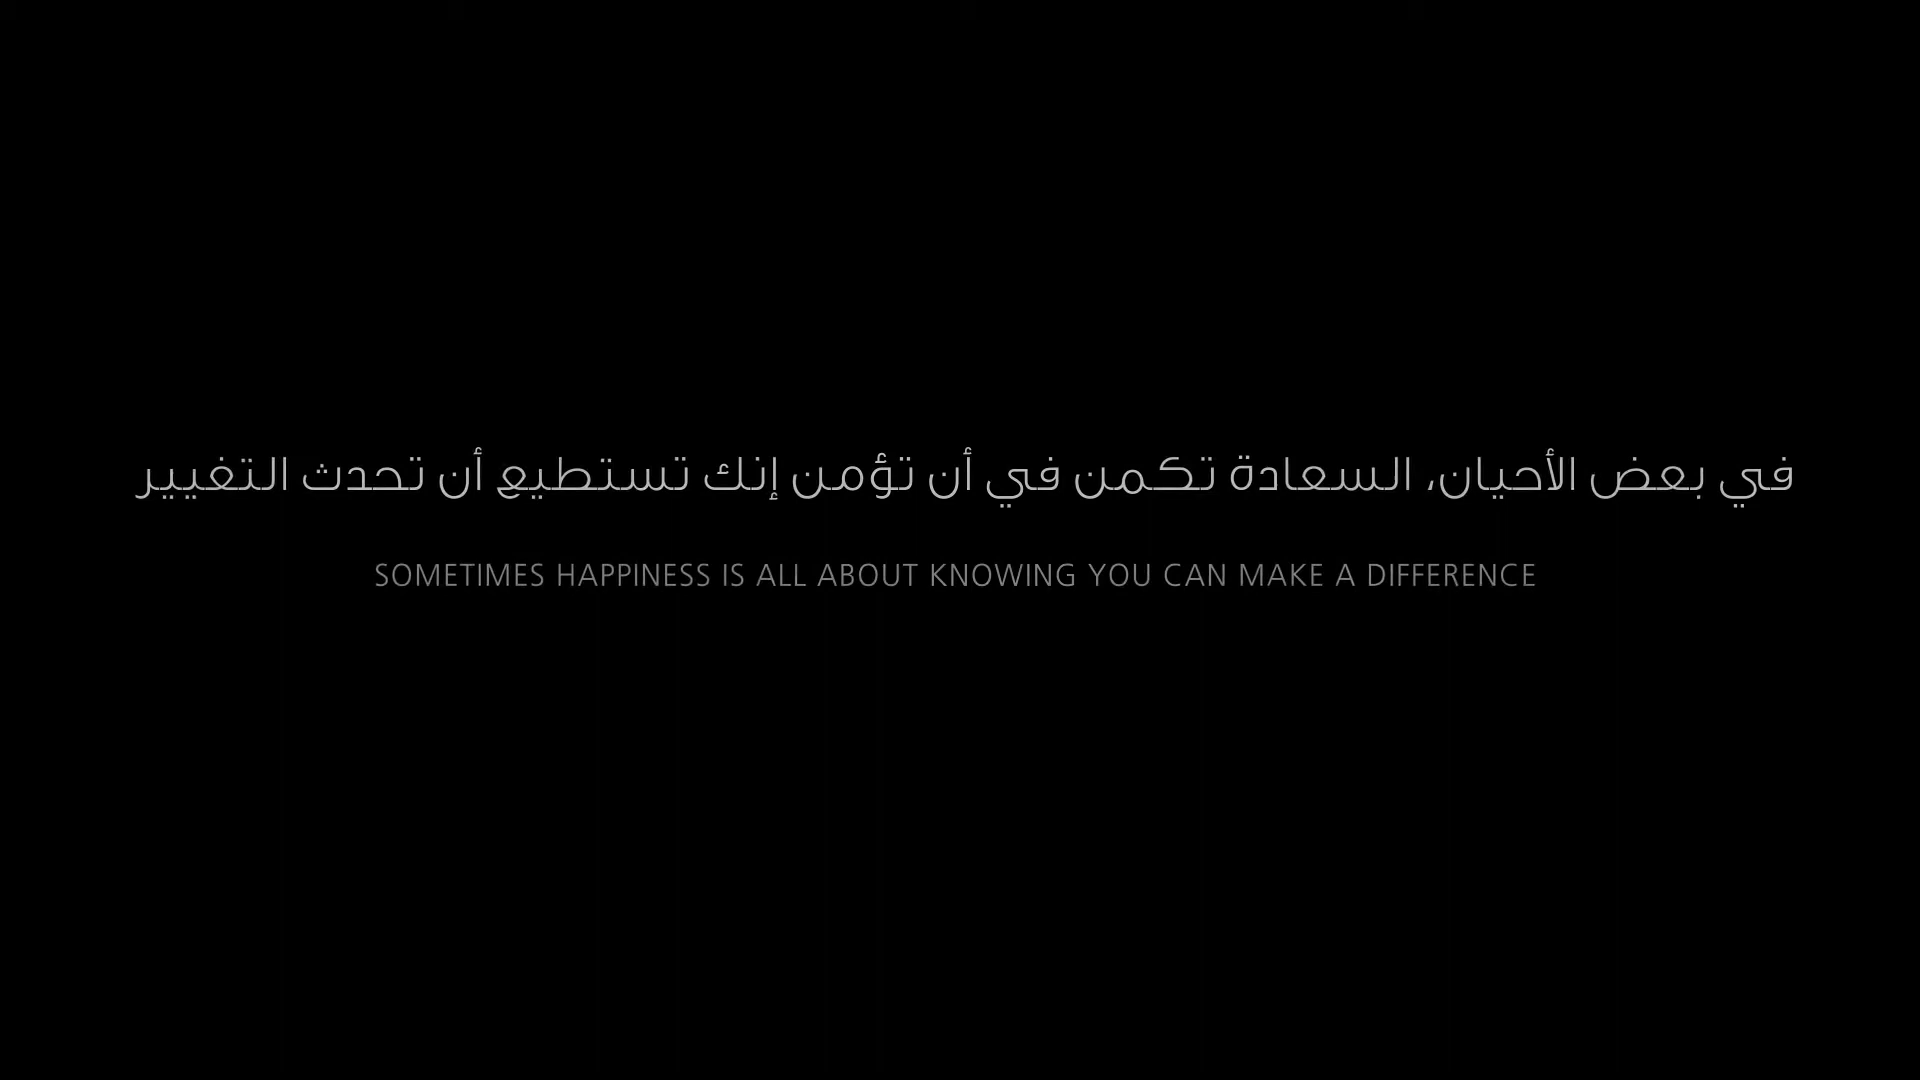 في بعض الأحيان، السعادة تكمن في أن تؤمن إنك تستطيع أن تحدث التغيير
SOMETIMES HAPPINESS IS ALL ABOUT KNOWING YOU CAN MAKE A DIFFERENCE